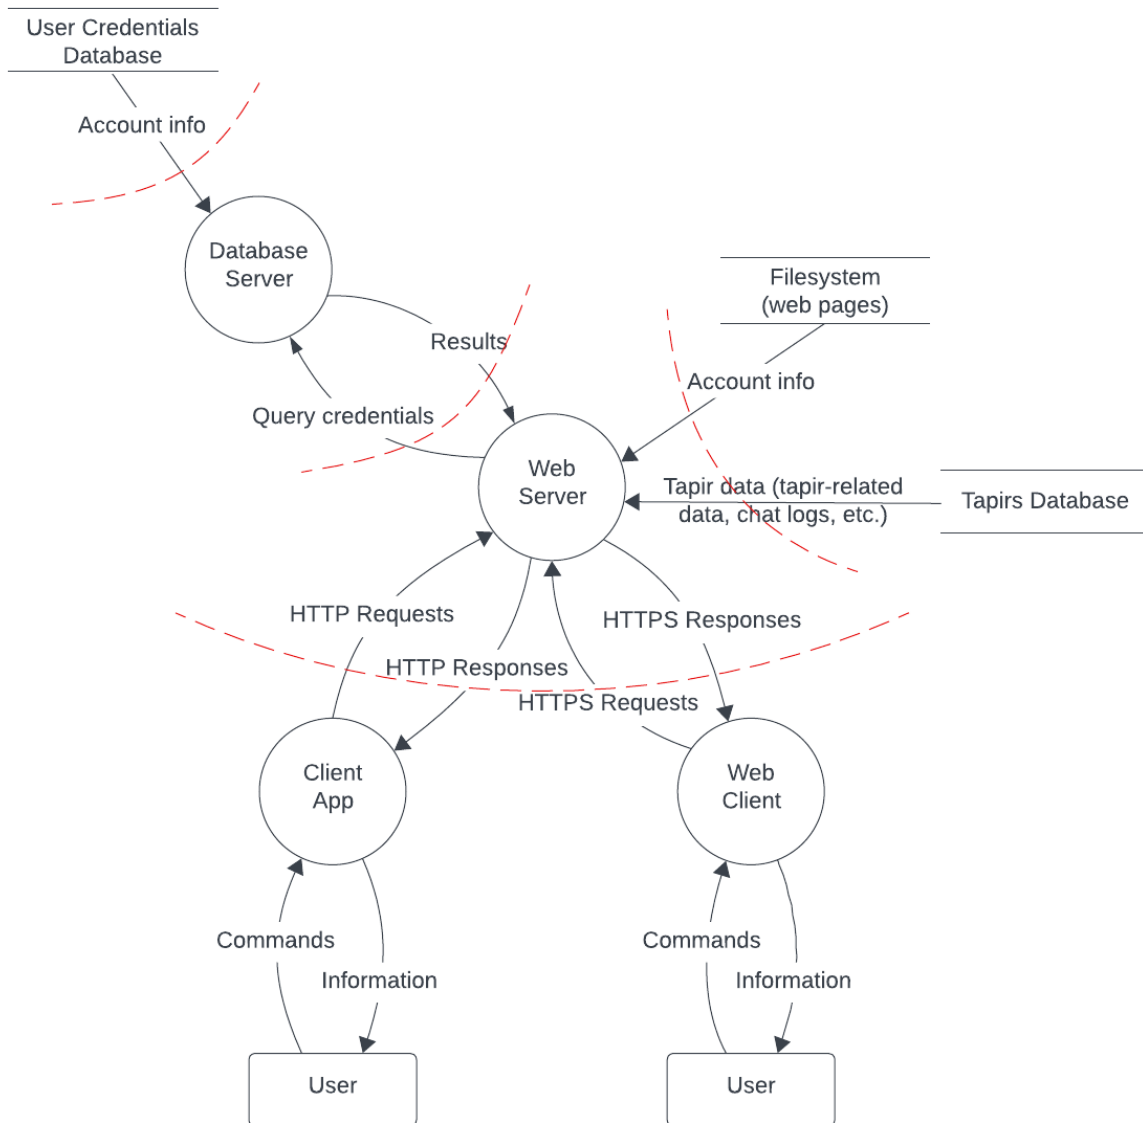 User Credentials
Database
Account info
Database
Server
Filesystem
(web pages)
Results
Account info
Query credentials
Web
Server
Tapir data (tapir-related
data, chat logs, etc.)
Tapirs Database
HTTP Requests
HTTPS Responses
HTTP Responses
HTTPS Requests
Client
App
Web
Client
Commands
Information
Commands
Information
User
User